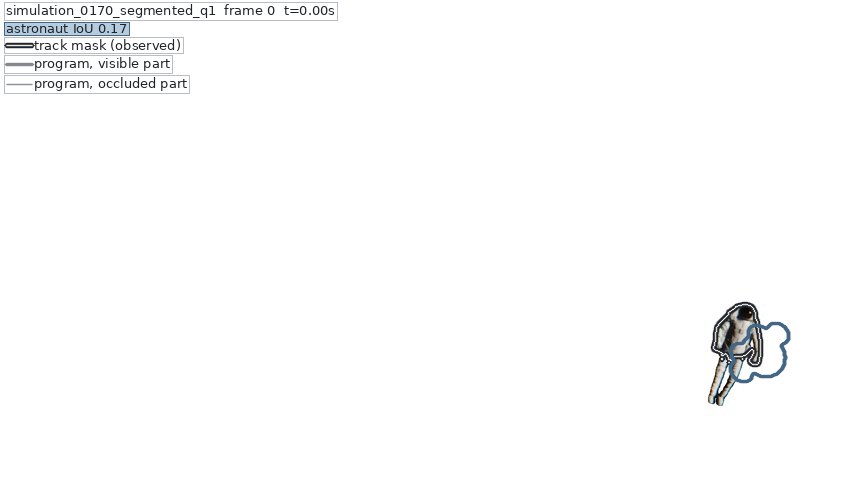 simulation_0170_segmented_q1  frame 0  t=0.00s
astronaut IoU 0.17
track mask (observed)
program, visible part
program, occluded part